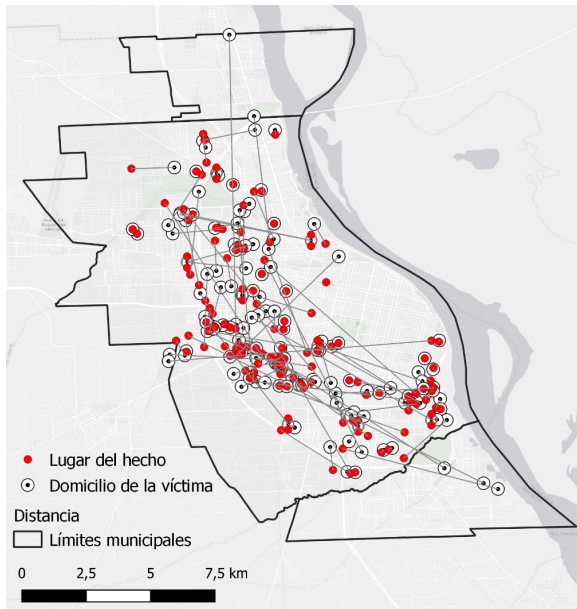 Lugar del hecho
Domicilio de la víctima
Distancia
Límites municipales
0 2,5 5 7,5 km